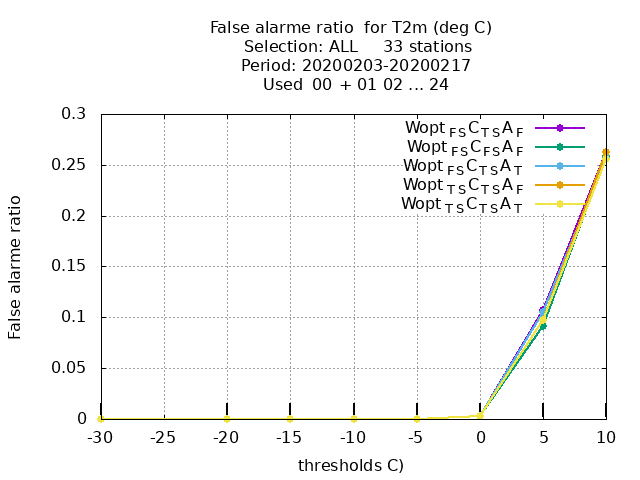 False alarme ratio  for T2m (deg C)
Selection: ALL     33 stations
Period: 20200203-20200217
Used  00 + 01 02 ... 24
Wopt FS C TS A F
Wopt FS C FS A F
Wopt FS C TS A T
Wopt TS C TS A F
Wopt TS C TS A T
False alarme ratio
0.3
0.25
0.2
0.15
0.1
0.05
0
-30 -25 -20 -15 -10 -5 0 5 10
thresholds C)